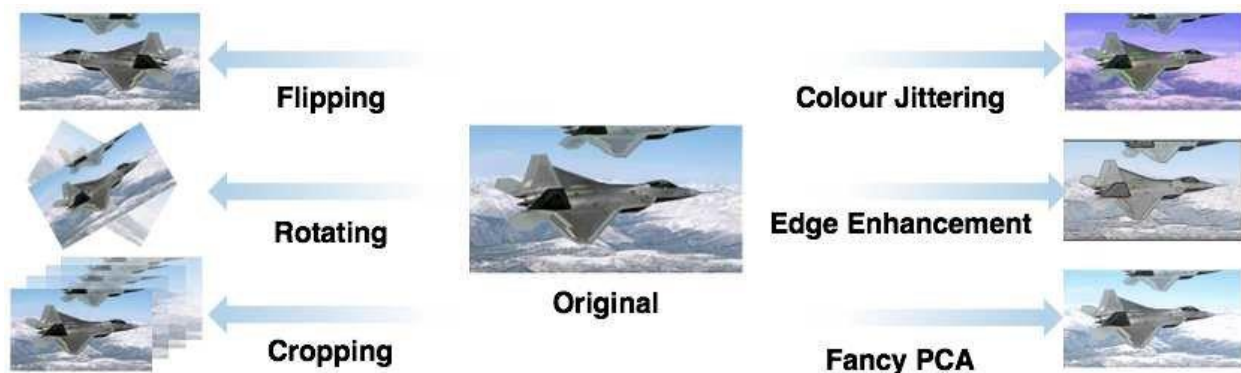 Flipping
Colour Jittering
Rotating
Edge Enhancement
Original
Cropping
Fancy PCA